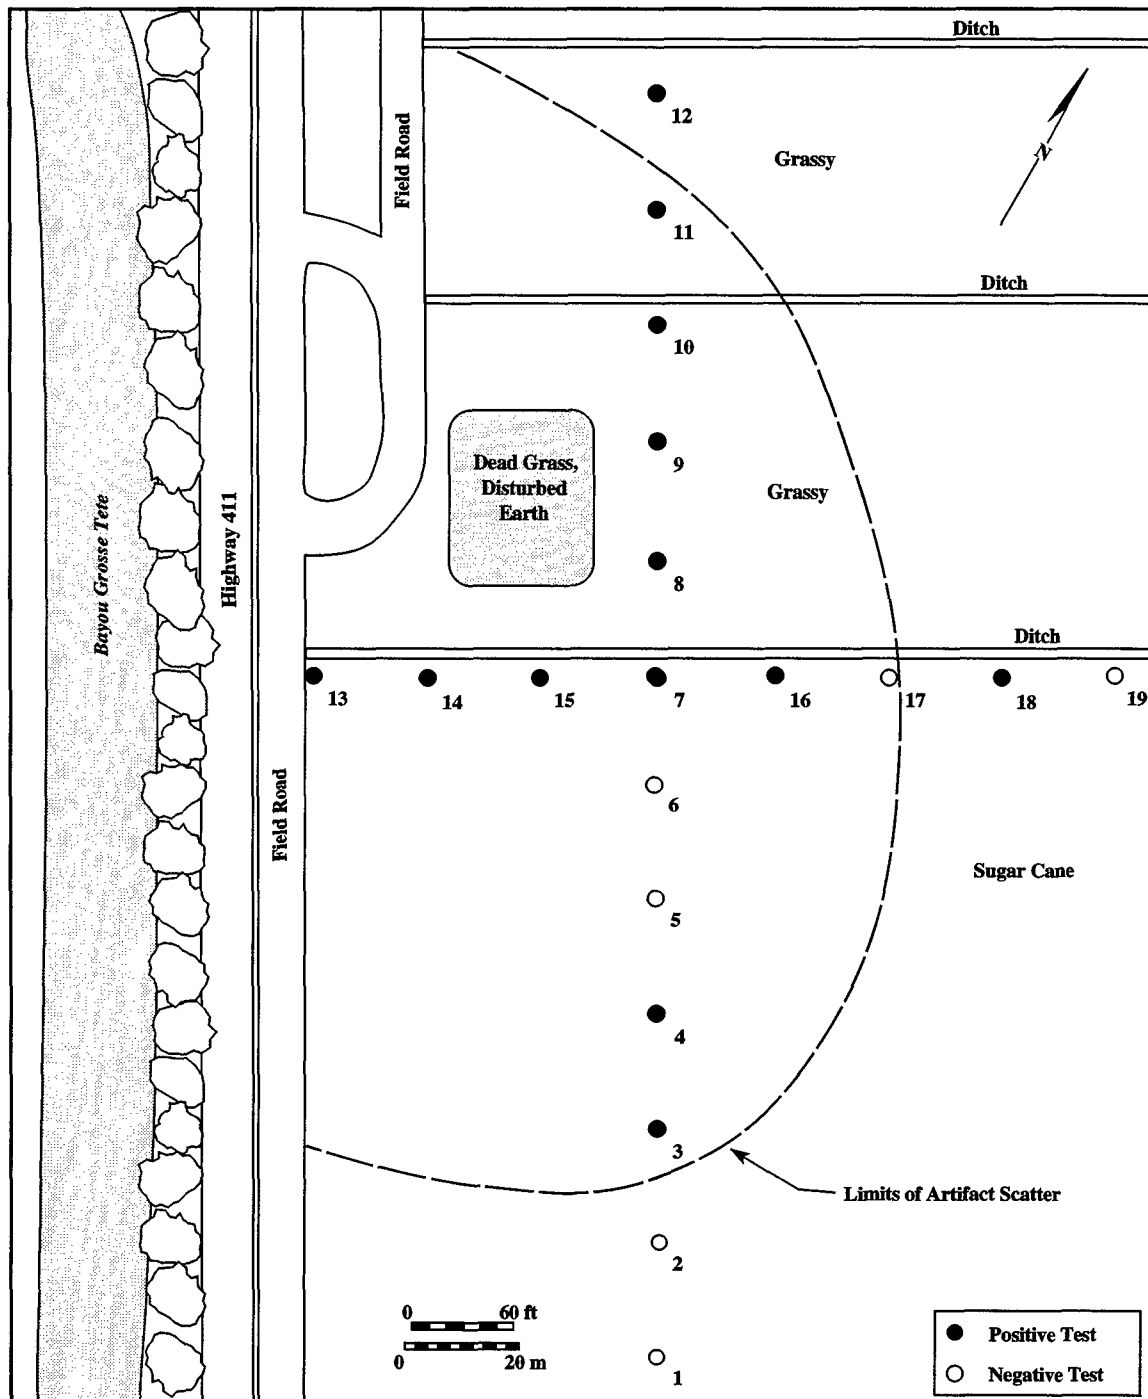 Ditch
12
Grassy
N
Field Road
11
Ditch
10
Dead Grass,
Disturbed
Earth
9
Grassy
Highway 411
Bayou Grosse Tete
8
Ditch
13
14
15
7
16
17
18
19
6
Field Road
5
Sugar Cane
4
3
Limits of Artifact Scatter
2
0 60 ft
0 20 m
1
Positive Test
Negative Test